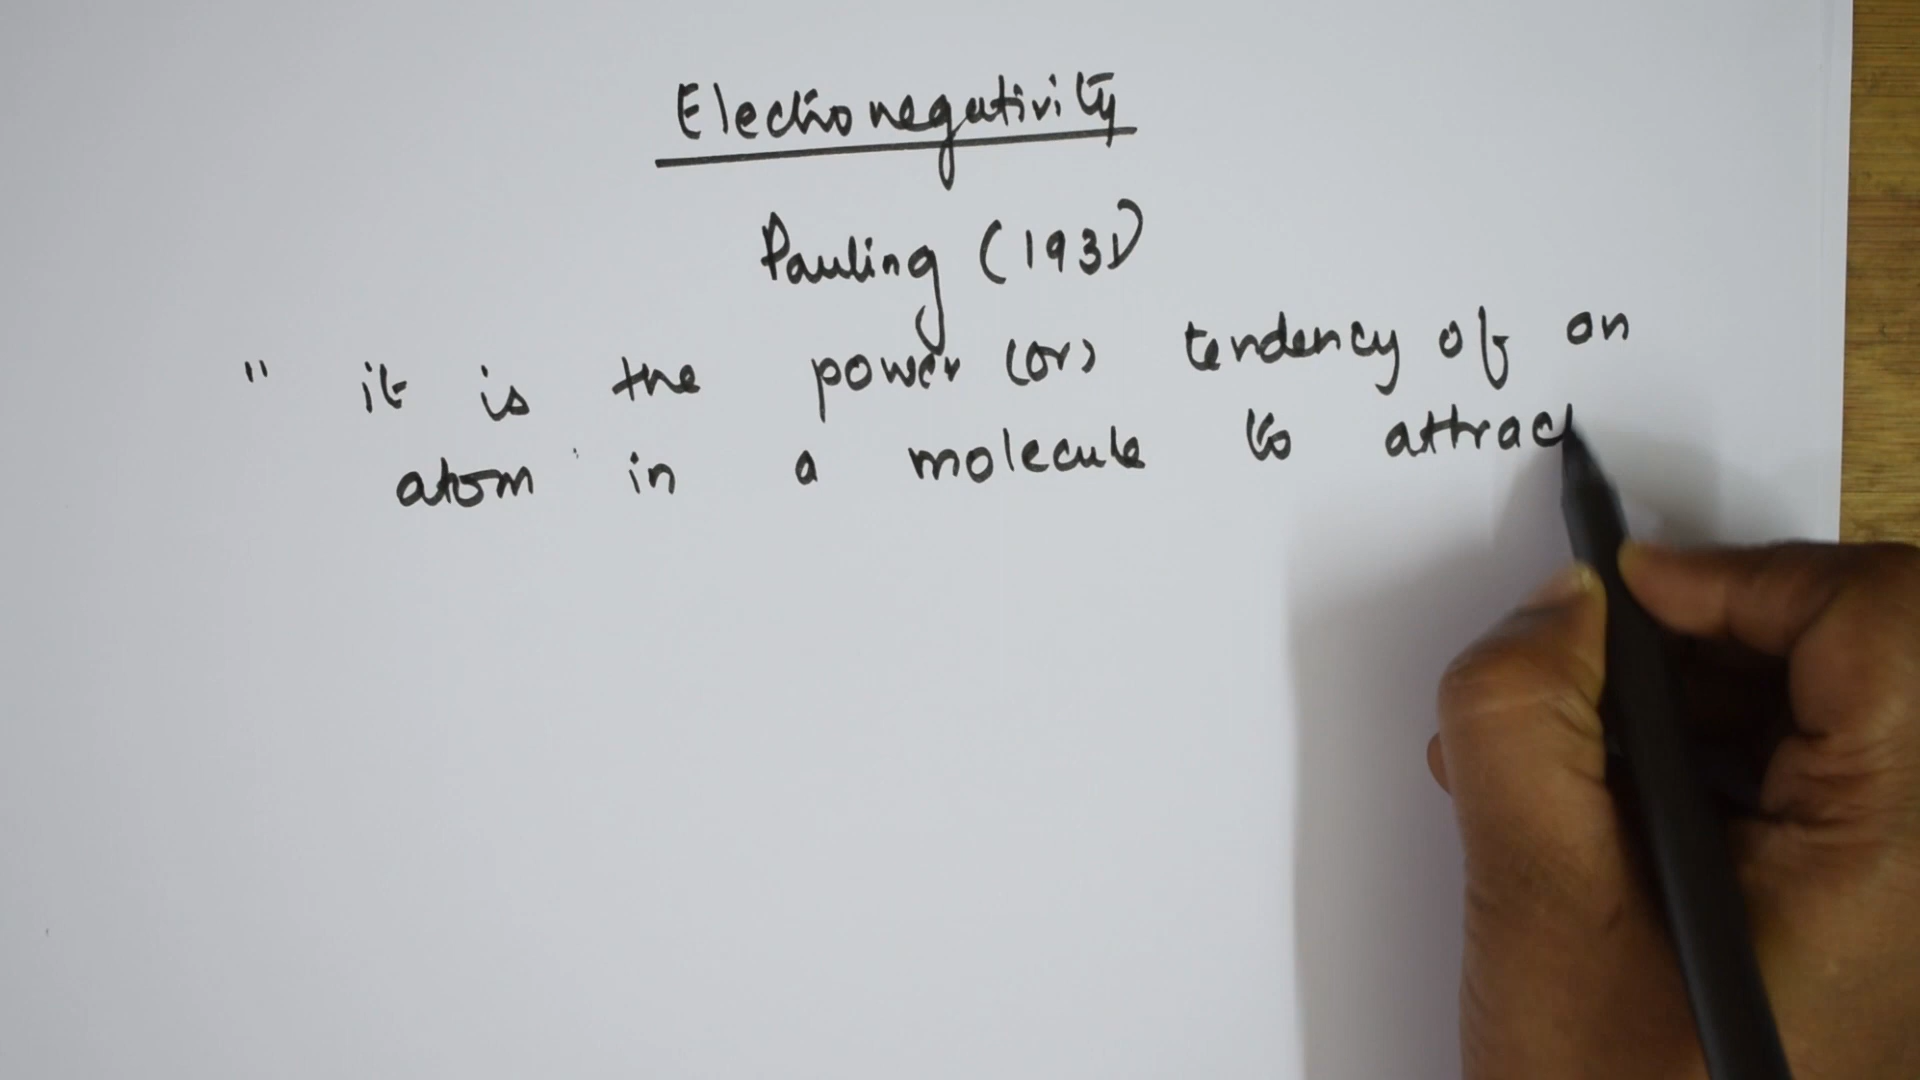 Electronegativity
Pauling (1931)
" it is the power (or) tendency of an
atom in a molecule to attrac